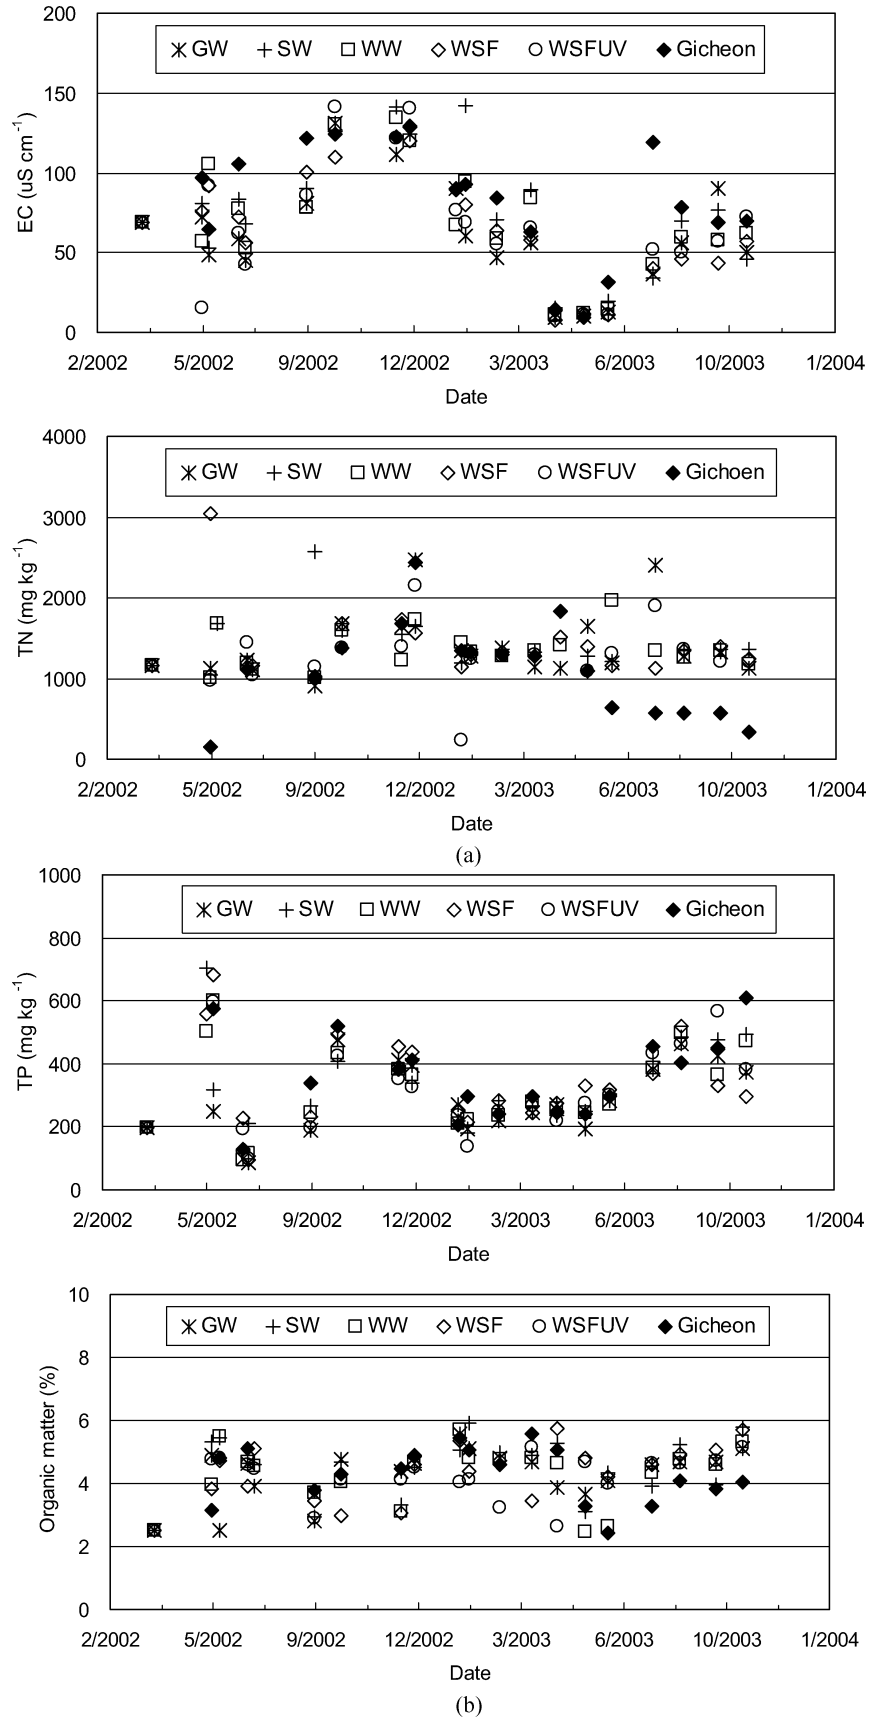 200
GW SW WW WSF WSFUV Gicheon
150
100
50
0
EC (uS cm⁻¹)
2/2002 5/2002 9/2002 12/2002 3/2003 6/2003 10/2003 1/2004
Date
4000
GW SW WW WSF WSFUV Gichoen
3000
2000
1000
0
TN (mg kg⁻¹)
2/2002 5/2002 9/2002 12/2002 3/2003 6/2003 10/2003 1/2004
Date
(a)
1000
GW SW WW WSF WSFUV Gicheon
800
600
400
200
0
TP (mg kg⁻¹)
2/2002 5/2002 9/2002 12/2002 3/2003 6/2003 10/2003 1/2004
Date
10
GW SW WW WSF WSFUV Gicheon
8
6
4
2
0
Organic matter (%)
2/2002 5/2002 9/2002 12/2002 3/2003 6/2003 10/2003 1/2004
Date
(b)